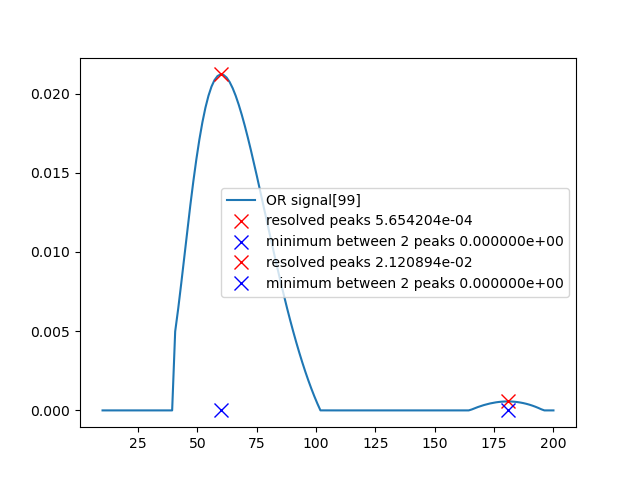 0.020
0.015
0.010
0.005
0.000
OR signal[99]
resolved peaks 5.654204e-04
minimum between 2 peaks 0.000000e+00
resolved peaks 2.120894e-02
minimum between 2 peaks 0.000000e+00
25 50 75 100 125 150 175 200